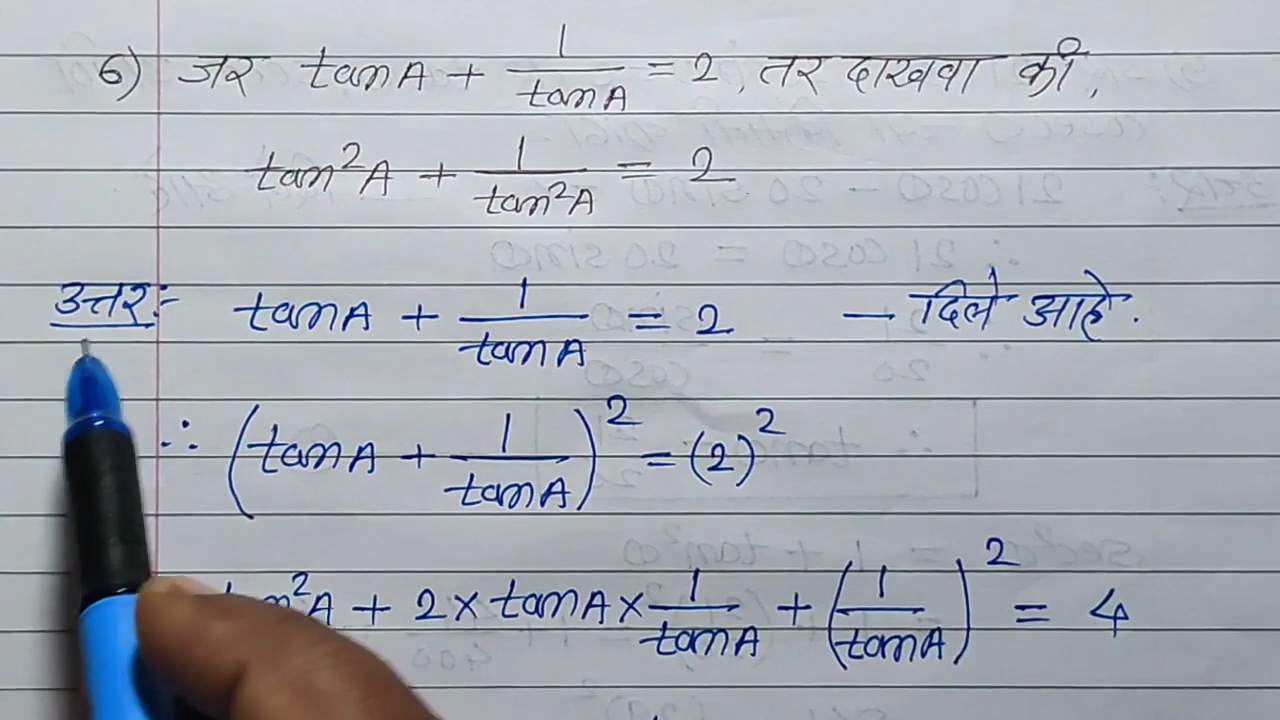 6) जर tanA + 1/tanA = 2, तर दाखवा की,
tan²A + 1/tan²A = 2
उत्तर:- tanA + 1/tanA = 2 — दिले आहे.
∴ (tanA + 1/tanA)² = (2)²
tan²A + 2 × tanA × 1/tanA + (1/tanA)² = 4